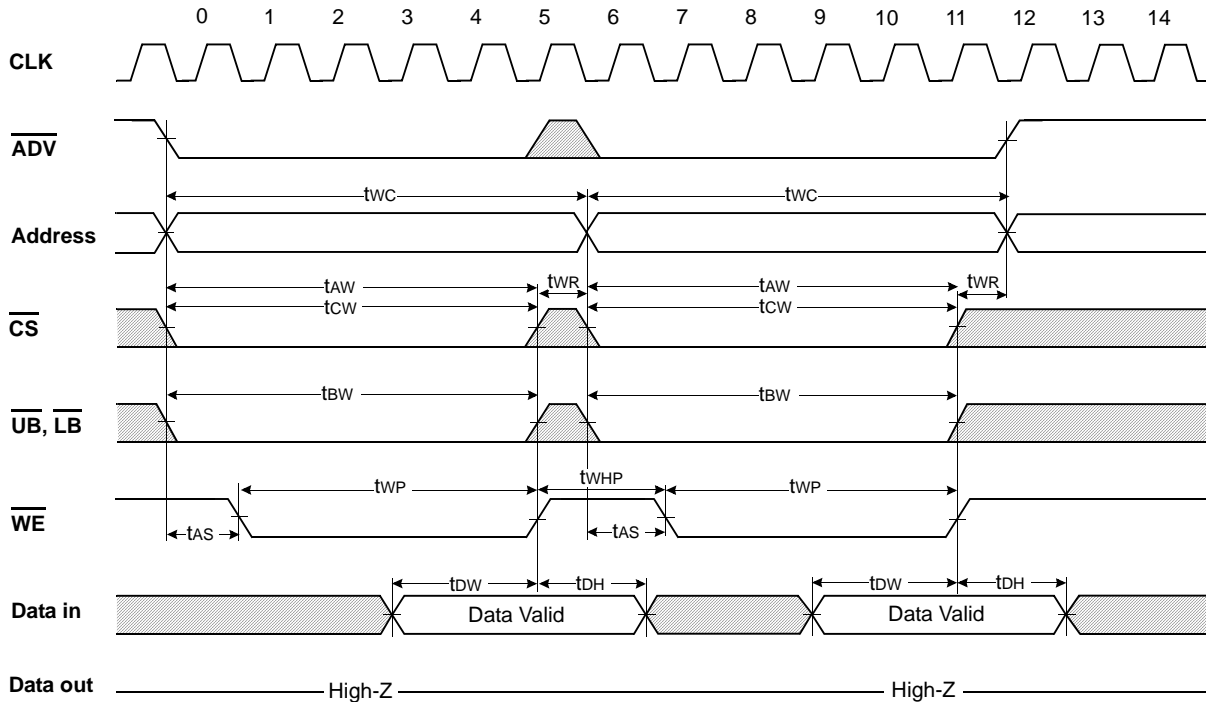 0 1 2 3 4 5 6 7 8 9 10 11 12 13 14
CLK
ADV
tWC tWC
Address
tAW tWR tAW tWR
tCW tCW
CS
tBW tBW
UB, LB
tWP tWHP tWP
WE
tAS tAS
tDW tDH tDW tDH
Data in Data Valid Data Valid
Data out High-Z High-Z